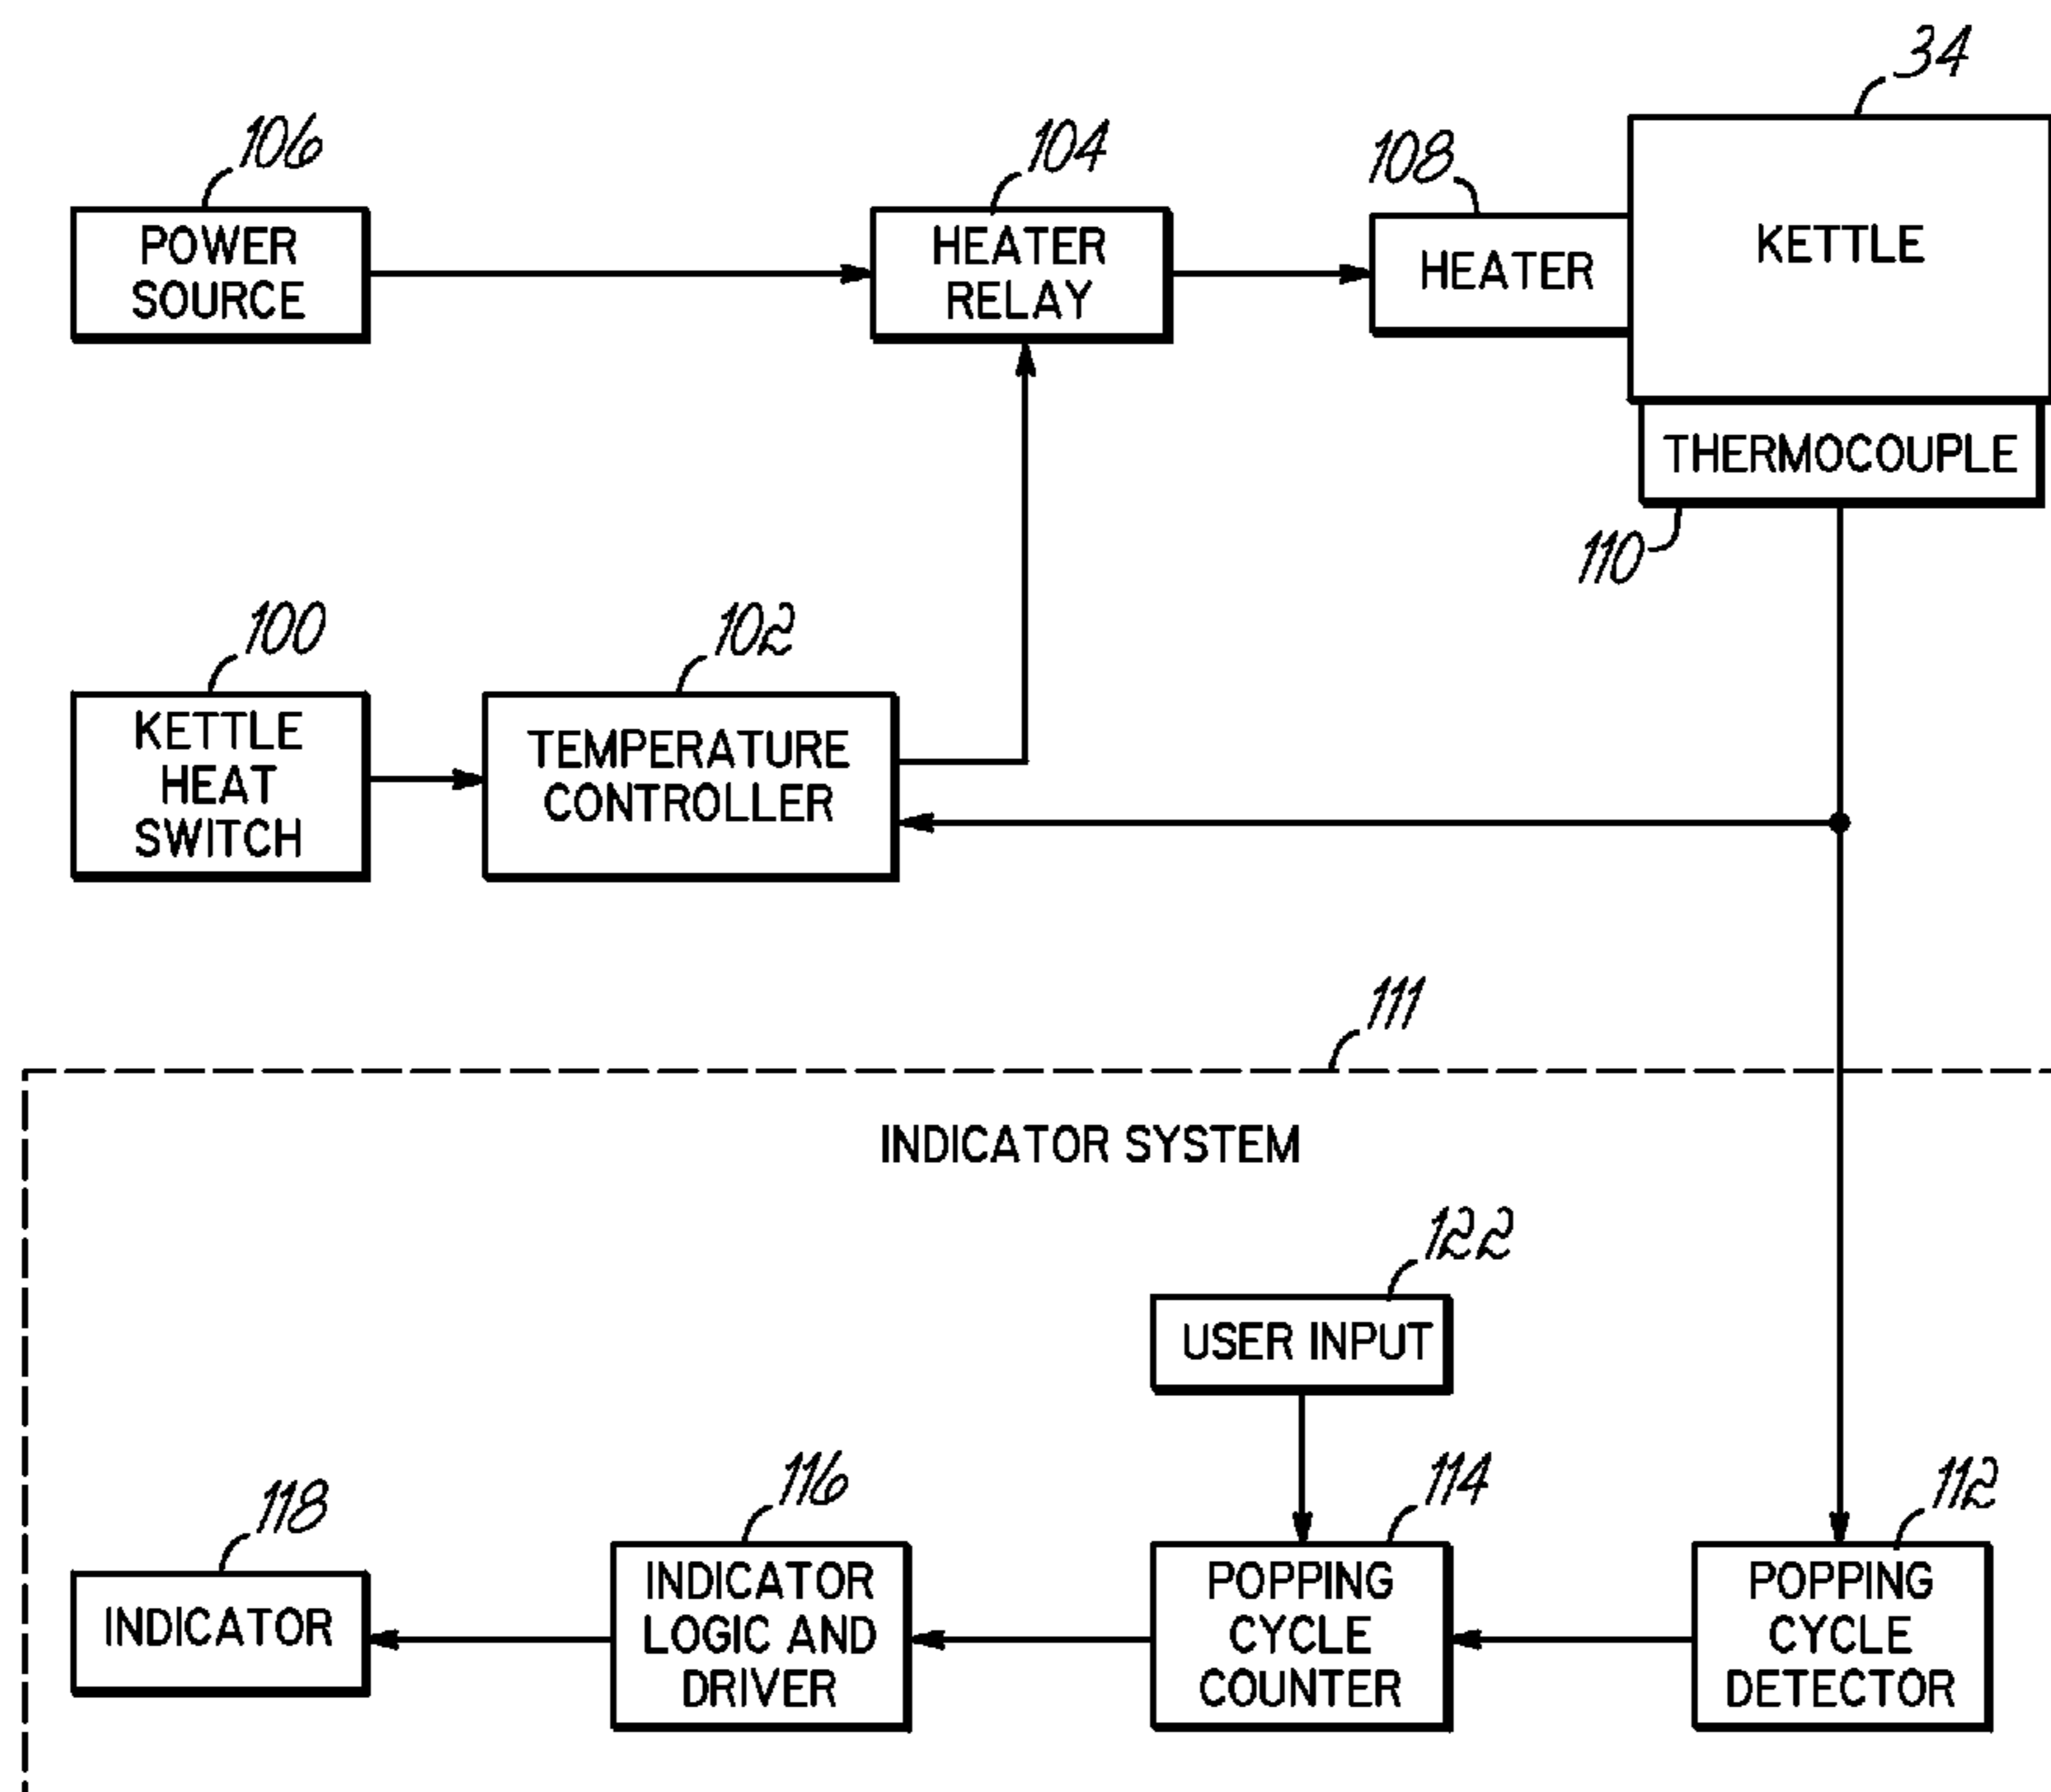 34
106
104
108
POWER
SOURCE
HEATER
RELAY
HEATER
KETTLE
THERMOCOUPLE
110
100
102
KETTLE
HEAT
SWITCH
TEMPERATURE
CONTROLLER
111
INDICATOR SYSTEM
122
USER INPUT
118
116
114
112
INDICATOR
INDICATOR
LOGIC AND
DRIVER
POPPING
CYCLE
COUNTER
POPPING
CYCLE
DETECTOR